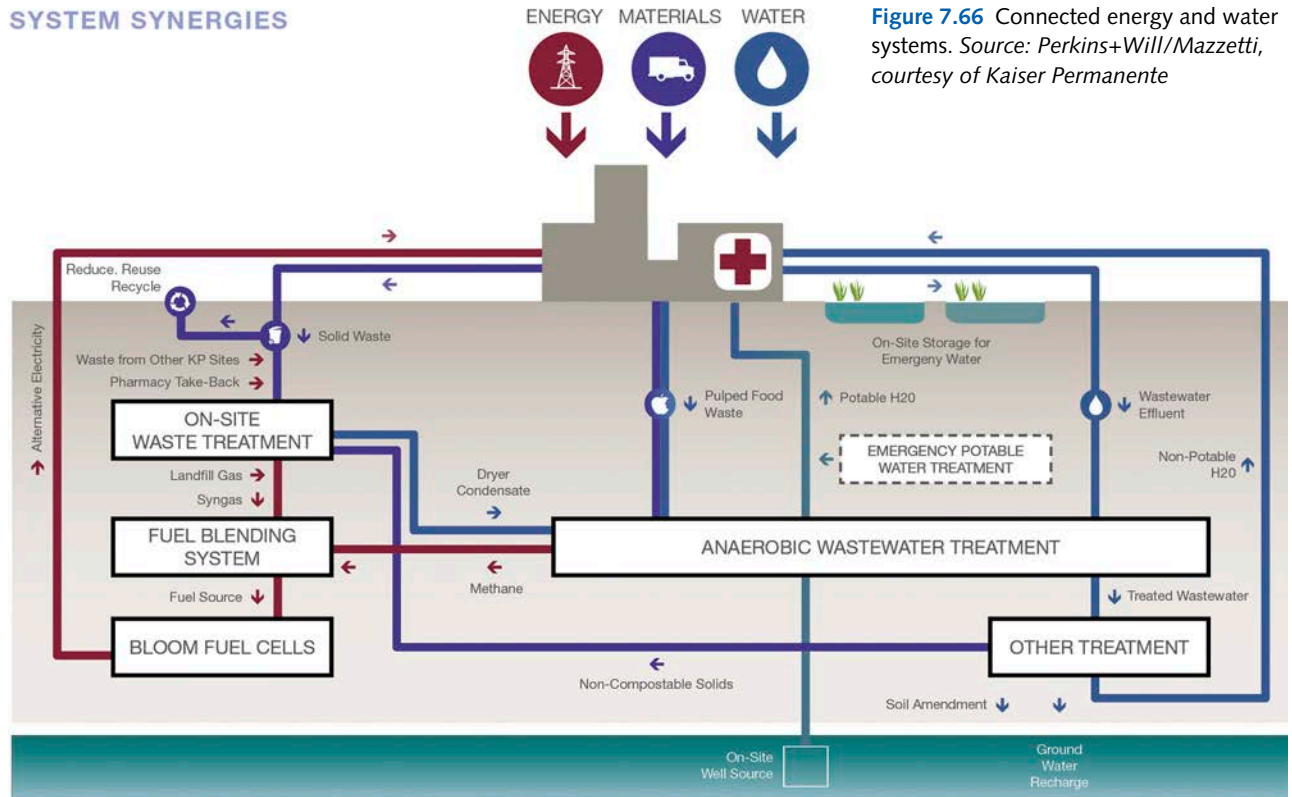 SYSTEM SYNERGIES
ENERGY
MATERIALS
WATER
Figure 7.66 Connected energy and water
systems. Source: Perkins+Will/Mazzetti,
courtesy of Kaiser Permanente
Reduce. Reuse
Recycle
Solid Waste
Waste from Other KP Sites
Pharmacy Take-Back
Alternative Electricity
ON-SITE
WASTE TREATMENT
Landfill Gas
Syngas
FUEL BLENDING
SYSTEM
Fuel Source
BLOOM FUEL CELLS
Dryer
Condensate
Methane
Non-Compostable Solids
Pulped Food
Waste
Potable H20
EMERGENCY POTABLE
WATER TREATMENT
On-Site Storage for
Emergeny Water
Wastewater
Effluent
Non-Potable
H20
ANAEROBIC WASTEWATER TREATMENT
Treated Wastewater
OTHER TREATMENT
Soil Amendment
On-Site
Well Source
Ground
Water
Recharge